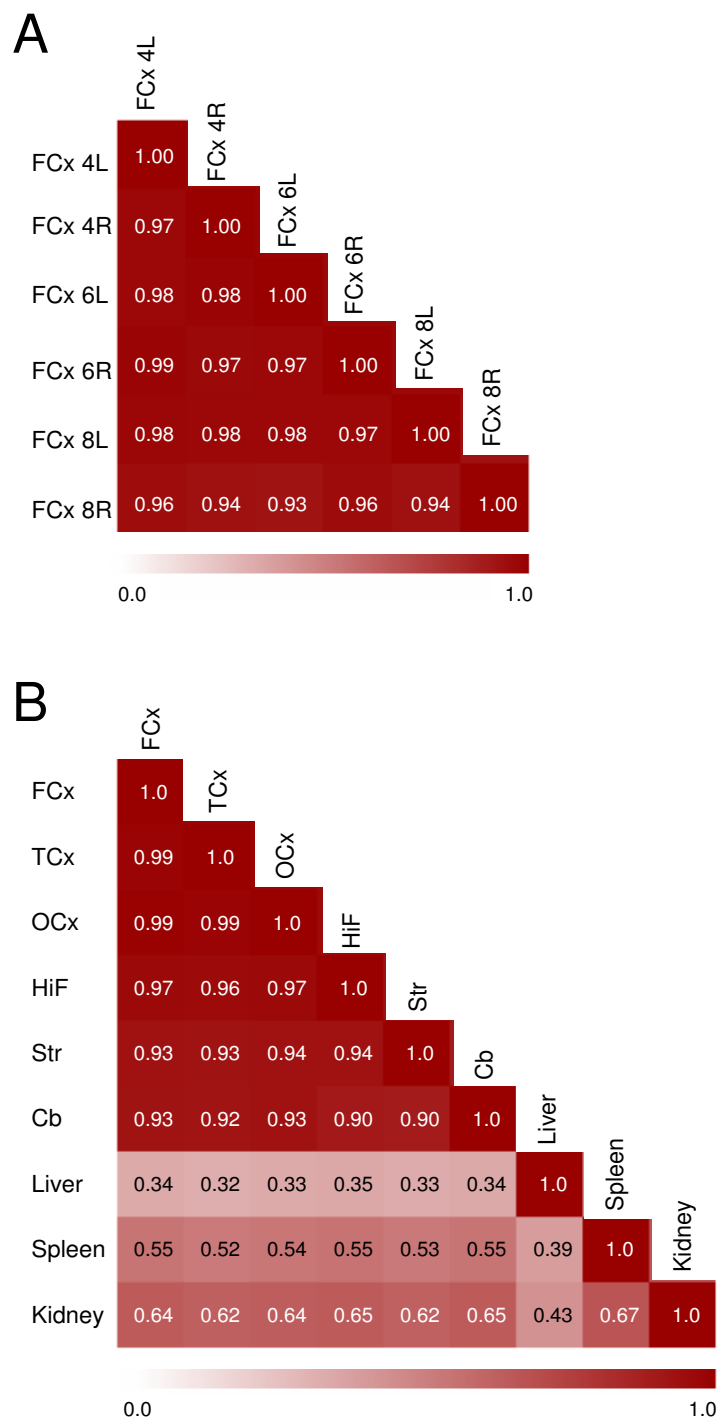 A
FCx 4L
FCx 4R
FCx 6L
FCx 6R
FCx 8L
FCx 8R
FCx 4L 1.00
FCx 4R 0.97 1.00
FCx 6L 0.98 0.98 1.00
FCx 6R 0.99 0.97 0.97 1.00
FCx 8L 0.98 0.98 0.98 0.97 1.00
FCx 8R 0.96 0.94 0.93 0.96 0.94 1.00
0.0 1.0
B
FCx
TCx
OCx
HiF
Str
Cb
Liver
Spleen
Kidney
FCx 1.0
TCx 0.99 1.0
OCx 0.99 0.99 1.0
HiF 0.97 0.96 0.97 1.0
Str 0.93 0.93 0.94 0.94 1.0
Cb 0.93 0.92 0.93 0.90 0.90 1.0
Liver 0.34 0.32 0.33 0.35 0.33 0.34 1.0
Spleen 0.55 0.52 0.54 0.55 0.53 0.55 0.39 1.0
Kidney 0.64 0.62 0.64 0.65 0.62 0.65 0.43 0.67 1.0
0.0 1.0